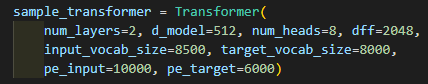 sample_transformer = Transformer(
    num_layers=2, d_model=512, num_heads=8, dff=2048,
    input_vocab_size=8500, target_vocab_size=8000,
    pe_input=10000, pe_target=6000)